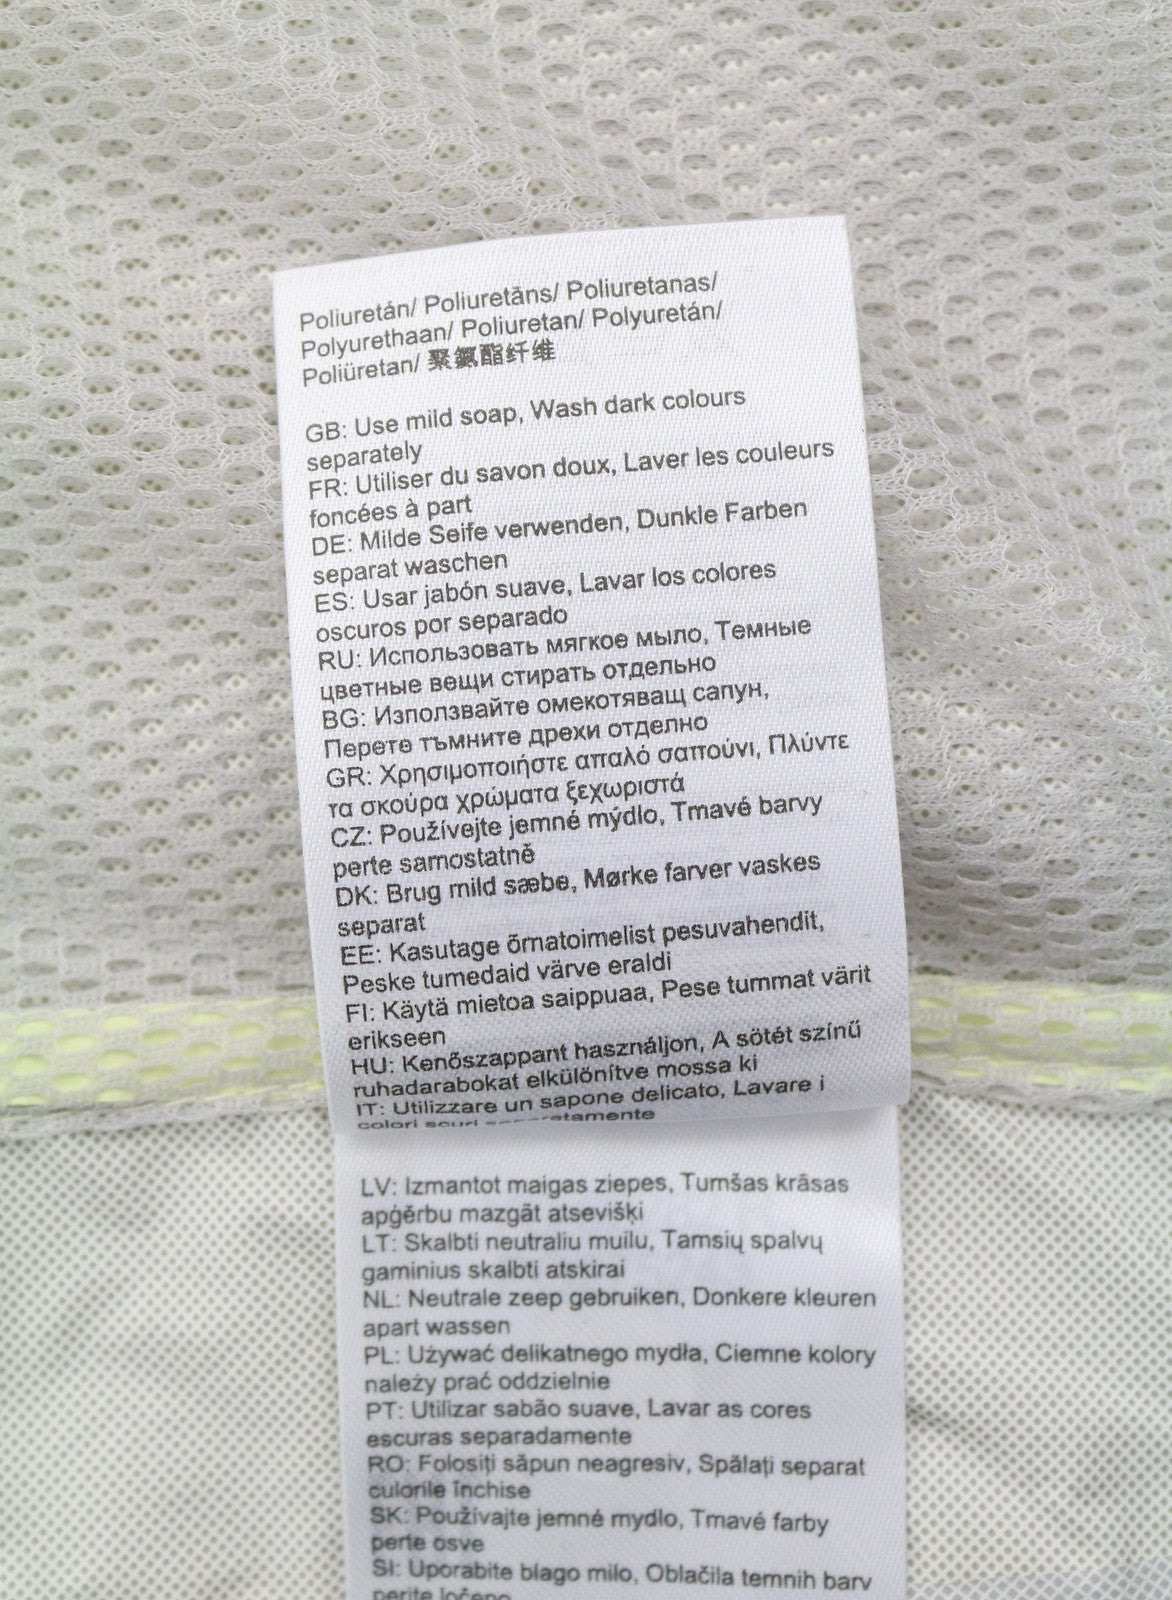 Poliuretán/ Poliuretāns/ Poliuretanas/
Polyurethaan/ Poliuretan/ Polyuretán/
Poliüretan/ 聚氨酯纤维
GB: Use mild soap, Wash dark colours
separately
FR: Utiliser du savon doux, Laver les couleurs
foncées à part
DE: Milde Seife verwenden, Dunkle Farben
separat waschen
ES: Usar jabón suave, Lavar los colores
oscuros por separado
RU: Использовать мягкое мыло, Темные
цветные вещи стирать отдельно
BG: Използвайте омекотяващ сапун,
Перете тъмните дрехи отделно
GR: Χρησιμοποιήστε απαλό σαπούνι, Πλύντε
τα σκούρα χρώματα ξεχωριστά
CZ: Používejte jemné mýdlo, Tmavé barvy
perte samostatně
DK: Brug mild sæbe, Mørke farver vaskes
separat
EE: Kasutage õrnatoimelist pesuvahendit,
Peske tumedaid värve eraldi
FI: Käytä mietoa saippuaa, Pese tummat värit
erikseen
HU: Kenőszappant használjon, A sötét színű
ruhadarabokat elkülönítve mossa ki
IT: Utilizzare un sapone delicato, Lavare i
colori scuri separatamente
LV: Izmantot maigas ziepes, Tumšas krāsas
apģērbu mazgāt atsevišķi
LT: Skalbti neutraliu muilu, Tamsių spalvų
gaminius skalbti atskirai
NL: Neutrale zeep gebruiken, Donkere kleuren
apart wassen
PL: Używać delikatnego mydła, Ciemne kolory
należy prać oddzielnie
PT: Utilizar sabão suave, Lavar as cores
escuras separadamente
RO: Folosiți săpun neagresiv, Spălați separat
culorile închise
SK: Používajte jemné mydlo, Tmavé farby
perte osve
SI: Uporabite blago milo, Oblačila temnih barv
perite ločeno